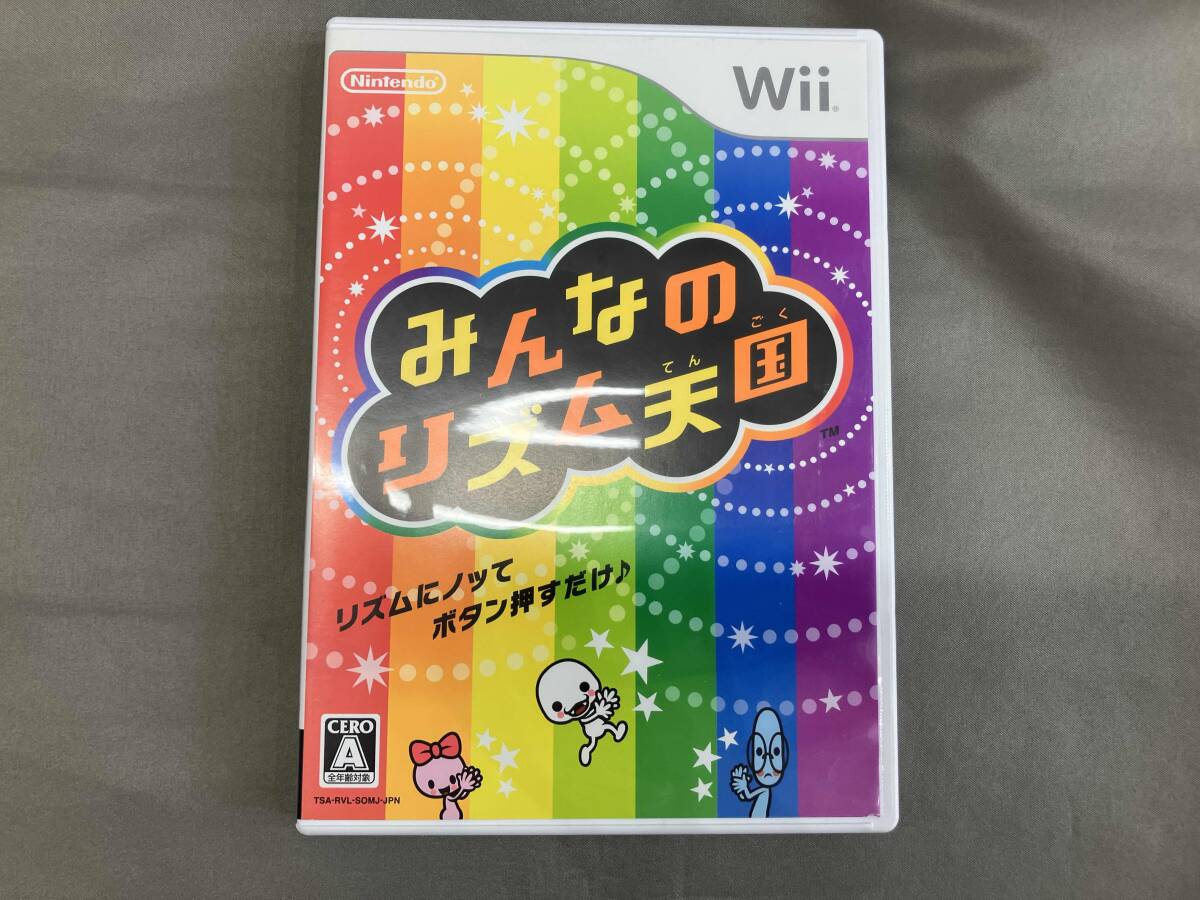 Nintendo
Wii
みんなの
リズム天国
てんごく
TM
リズムにノッて
ボタン押すだけ♪
CERO
A
全年齢対象
TSA-RVL-SOMJ-JPN